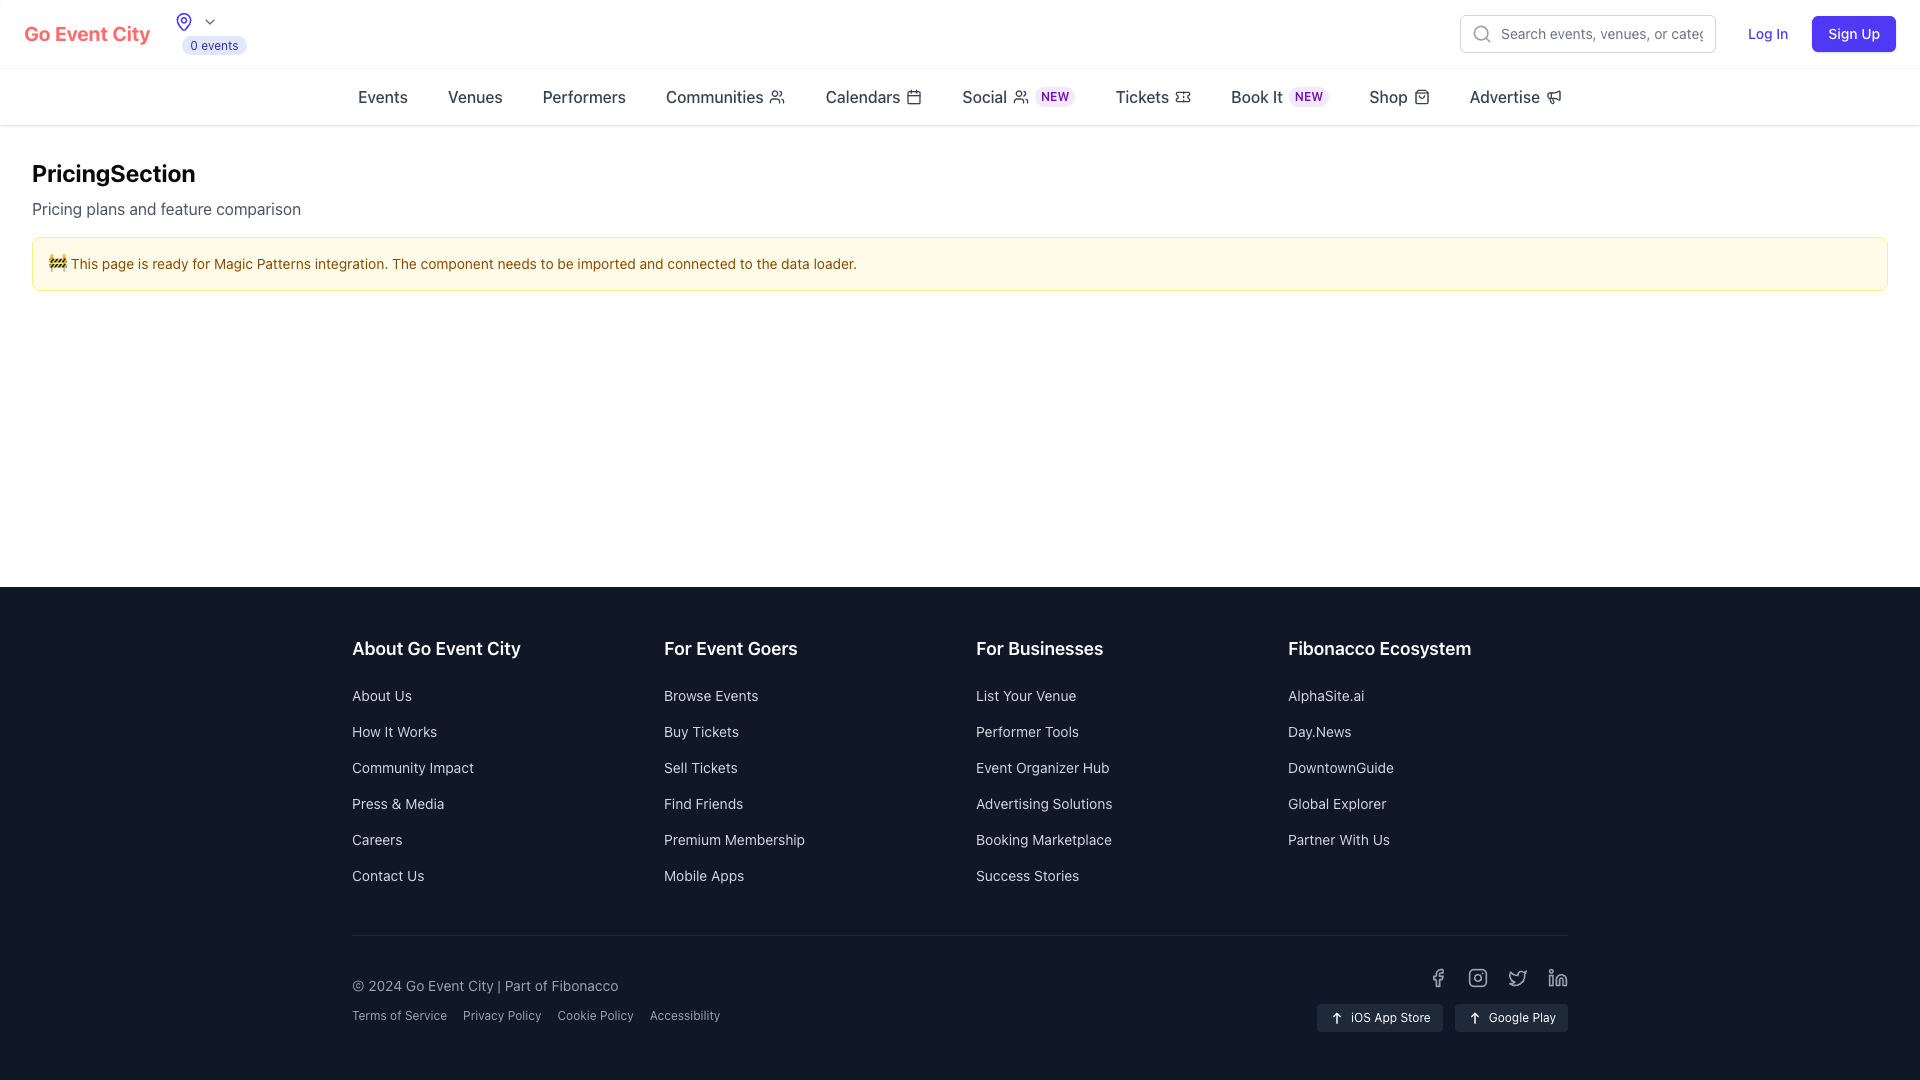 Go Event City
0 events
Search events, venues, or categ
Log In
Sign Up
Events
Venues
Performers
Communities
Calendars
Social NEW
Tickets
Book It NEW
Shop
Advertise
PricingSection
Pricing plans and feature comparison
🚧 This page is ready for Magic Patterns integration. The component needs to be imported and connected to the data loader.
About Go Event City
About Us
How It Works
Community Impact
Press & Media
Careers
Contact Us
For Event Goers
Browse Events
Buy Tickets
Sell Tickets
Find Friends
Premium Membership
Mobile Apps
For Businesses
List Your Venue
Performer Tools
Event Organizer Hub
Advertising Solutions
Booking Marketplace
Success Stories
Fibonacco Ecosystem
AlphaSite.ai
Day.News
DowntownGuide
Global Explorer
Partner With Us
© 2024 Go Event City | Part of Fibonacco
Terms of Service
Privacy Policy
Cookie Policy
Accessibility
iOS App Store
Google Play